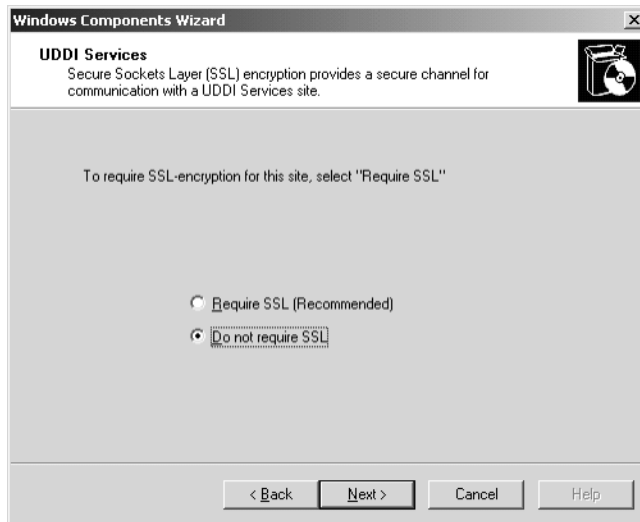 Windows Components Wizard
UDDI Services
Secure Sockets Layer (SSL) encryption provides a secure channel for
communication with a UDDI Services site.
To require SSL-encryption for this site, select "Require SSL"
Require SSL (Recommended)
Do not require SSL
< Back Next > Cancel Help